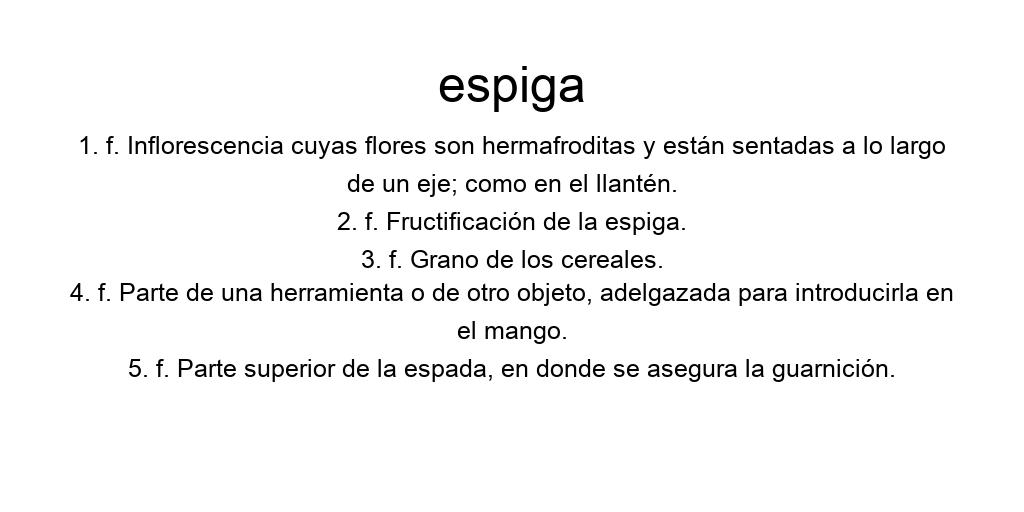 espiga
1. f. Inflorescencia cuyas flores son hermafroditas y están sentadas a lo largo
de un eje; como en el llantén.
2. f. Fructificación de la espiga.
3. f. Grano de los cereales.
4. f. Parte de una herramienta o de otro objeto, adelgazada para introducirla en
el mango.
5. f. Parte superior de la espada, en donde se asegura la guarnición.